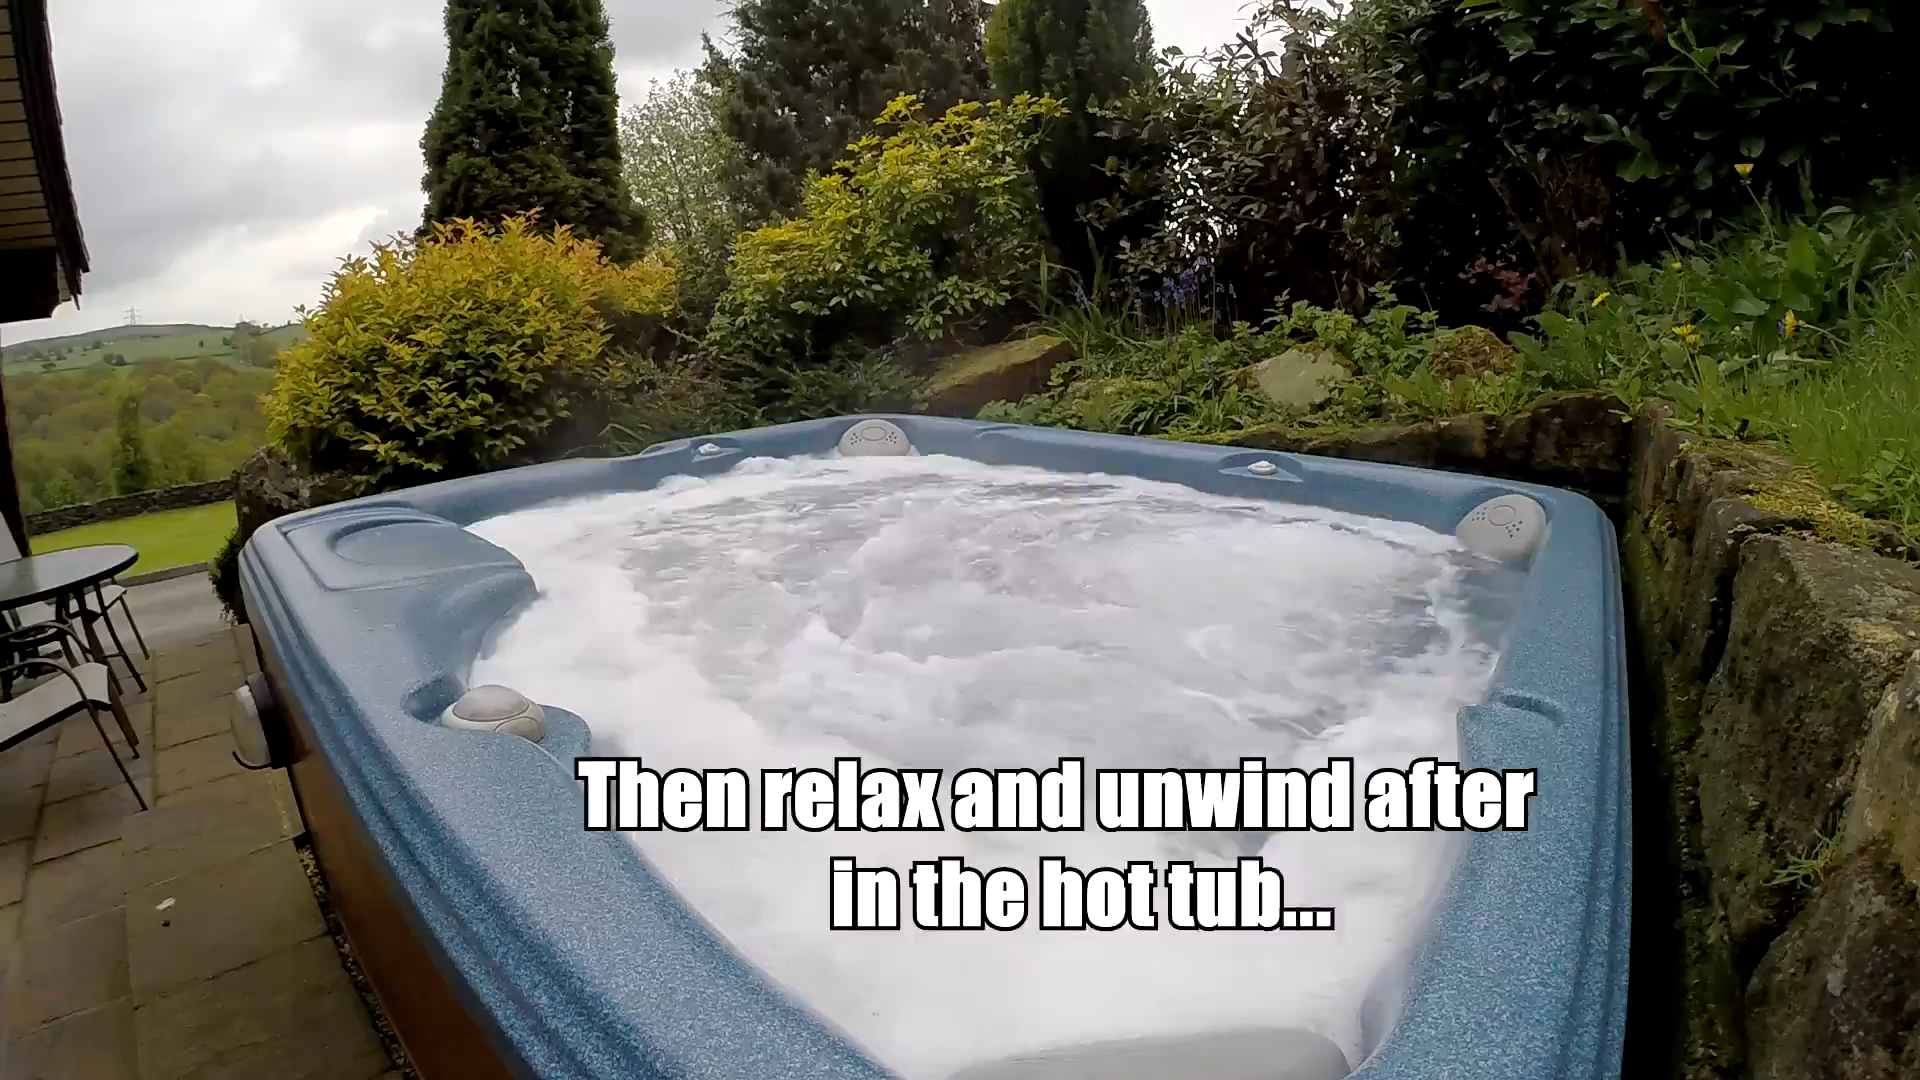 Then relax and unwind after
in the hot tub...